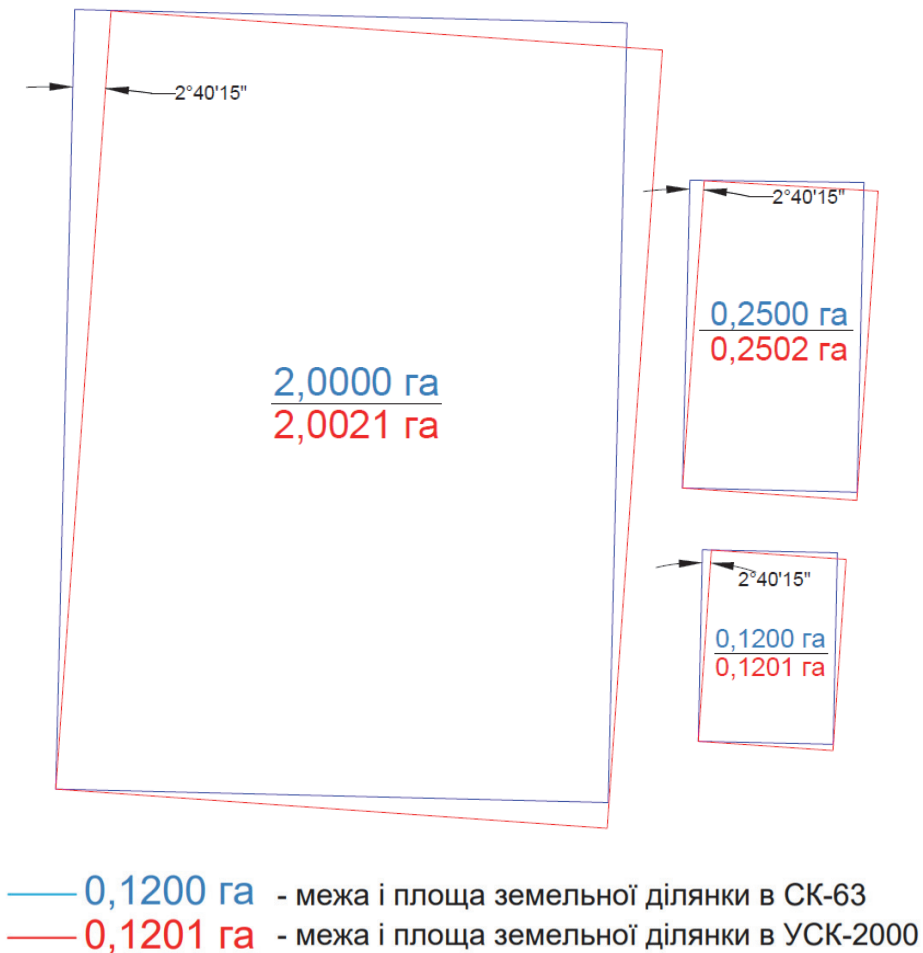 2°40'15"
2,0000 га
2,0021 га
2°40'15"
0,2500 га
0,2502 га
2°40'15"
0,1200 га
0,1201 га
0,1200 га - межа і площа земельної ділянки в СК-63
0,1201 га - межа і площа земельної ділянки в УСК-2000